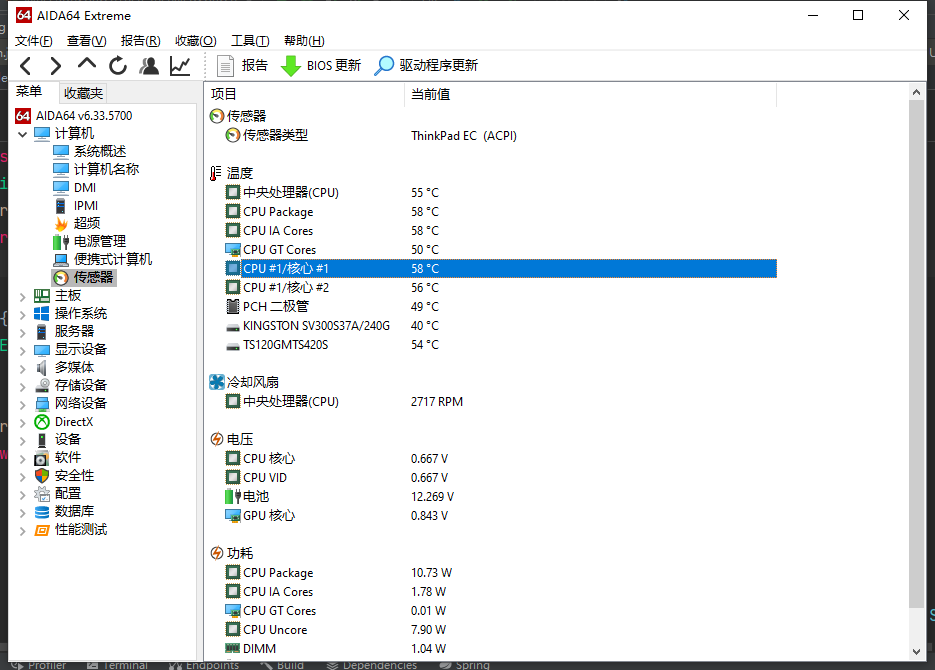 AIDA64 Extreme
文件(F) 查看(V) 报告(R) 收藏(O) 工具(T) 帮助(H)
报告 BIOS 更新 驱动程序更新
菜单 收藏夹
64 AIDA64 v6.33.5700
计算机
系统概述
计算机名称
DMI
IPMI
超频
电源管理
便携式计算机
传感器
主板
操作系统
服务器
显示设备
多媒体
存储设备
网络设备
DirectX
设备
软件
安全性
配置
数据库
性能测试
项目 当前值
传感器
传感器类型 ThinkPad EC (ACPI)
温度
中央处理器(CPU) 55 °C
CPU Package 58 °C
CPU IA Cores 58 °C
CPU GT Cores 50 °C
CPU #1/核心 #1 58 °C
CPU #1/核心 #2 56 °C
PCH 二极管 49 °C
KINGSTON SV300S37A/240G 40 °C
TS120GMTS420S 54 °C
冷却风扇
中央处理器(CPU) 2717 RPM
电压
CPU 核心 0.667 V
CPU VID 0.667 V
电池 12.269 V
GPU 核心 0.843 V
功耗
CPU Package 10.73 W
CPU IA Cores 1.78 W
CPU GT Cores 0.01 W
CPU Uncore 7.90 W
DIMM 1.04 W
Profiler Terminal Endpoints Build Dependencies Spring